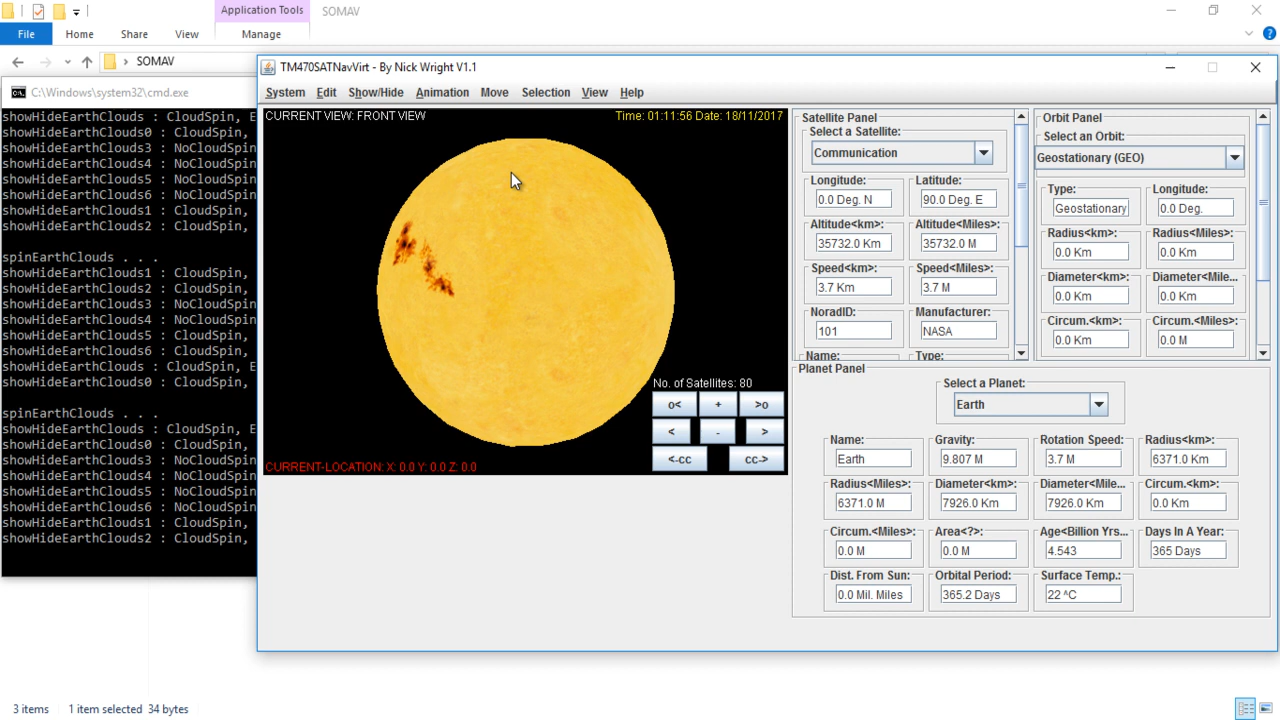 Application Tools
SOMAV
File
Home
Share
View
Manage
SOMAV
C:\Windows\system32\cmd.exe
showHideEarthClouds : CloudSpin, E
showHideEarthClouds0 : CloudSpin,
showHideEarthClouds3 : NoCloudSpin
showHideEarthClouds4 : NoCloudSpin
showHideEarthClouds5 : NoCloudSpin
showHideEarthClouds6 : NoCloudSpin
showHideEarthClouds1 : CloudSpin,
showHideEarthClouds2 : CloudSpin,
spinEarthClouds . . .
showHideEarthClouds1 : CloudSpin,
showHideEarthClouds2 : CloudSpin,
showHideEarthClouds3 : NoCloudSpin
showHideEarthClouds4 : NoCloudSpin
showHideEarthClouds5 : NoCloudSpin
showHideEarthClouds6 : NoCloudSpin
showHideEarthClouds : CloudSpin, E
showHideEarthClouds0 : CloudSpin,
spinEarthClouds . . .
showHideEarthClouds : CloudSpin, E
showHideEarthClouds0 : CloudSpin,
showHideEarthClouds3 : NoCloudSpin
showHideEarthClouds4 : NoCloudSpin
showHideEarthClouds5 : NoCloudSpin
showHideEarthClouds6 : NoCloudSpin
showHideEarthClouds1 : CloudSpin,
showHideEarthClouds2 : CloudSpin,
TM470SATNavVirt - By Nick Wright V1.1
System Edit Show/Hide Animation Move Selection View Help
CURRENT VIEW: FRONT VIEW
Time: 01:11:56 Date: 18/11/2017
No. of Satellites: 80
o< + >o
< - >
<-cc cc->
CURRENT-LOCATION: X: 0.0 Y: 0.0 Z: 0.0
Satellite Panel
Select a Satellite:
Communication
Longitude: Latitude:
0.0 Deg. N 90.0 Deg. E
Altitude<km>: Altitude<Miles>:
35732.0 Km 35732.0 M
Speed<km>: Speed<Miles>:
3.7 Km 3.7 M
NoradID: Manufacturer:
101 NASA
Name: Type:
Orbit Panel
Select an Orbit:
Geostationary (GEO)
Type: Longitude:
Geostationary 0.0 Deg.
Radius<km>: Radius<Miles>:
0.0 Km 0.0 Km
Diameter<km>: Diameter<Mile...
0.0 Km 0.0 Km
Circum.<km>: Circum.<Miles>:
0.0 Km 0.0 M
Planet Panel
Select a Planet:
Earth
Name: Gravity: Rotation Speed: Radius<km>:
Earth 9.807 M 3.7 M 6371.0 Km
Radius<Miles>: Diameter<km>: Diameter<Mile... Circum.<km>:
6371.0 M 7926.0 Km 7926.0 Km 0.0 Km
Circum.<Miles>: Area<?>: Age<Billion Yrs... Days In A Year:
0.0 M 0.0 M 4.543 365 Days
Dist. From Sun: Orbital Period: Surface Temp.:
0.0 Mil. Miles 365.2 Days 22 ^C
3 items 1 item selected 34 bytes